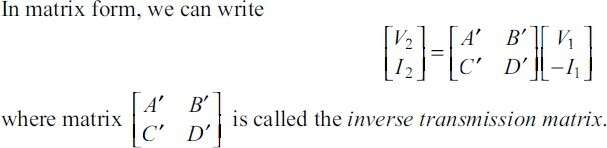 In matrix form, we can write
[V₂ I₂] = [A′ B′ C′ D′] [V₁ −I₁]
where matrix [A′ B′ C′ D′] is called the inverse transmission matrix.